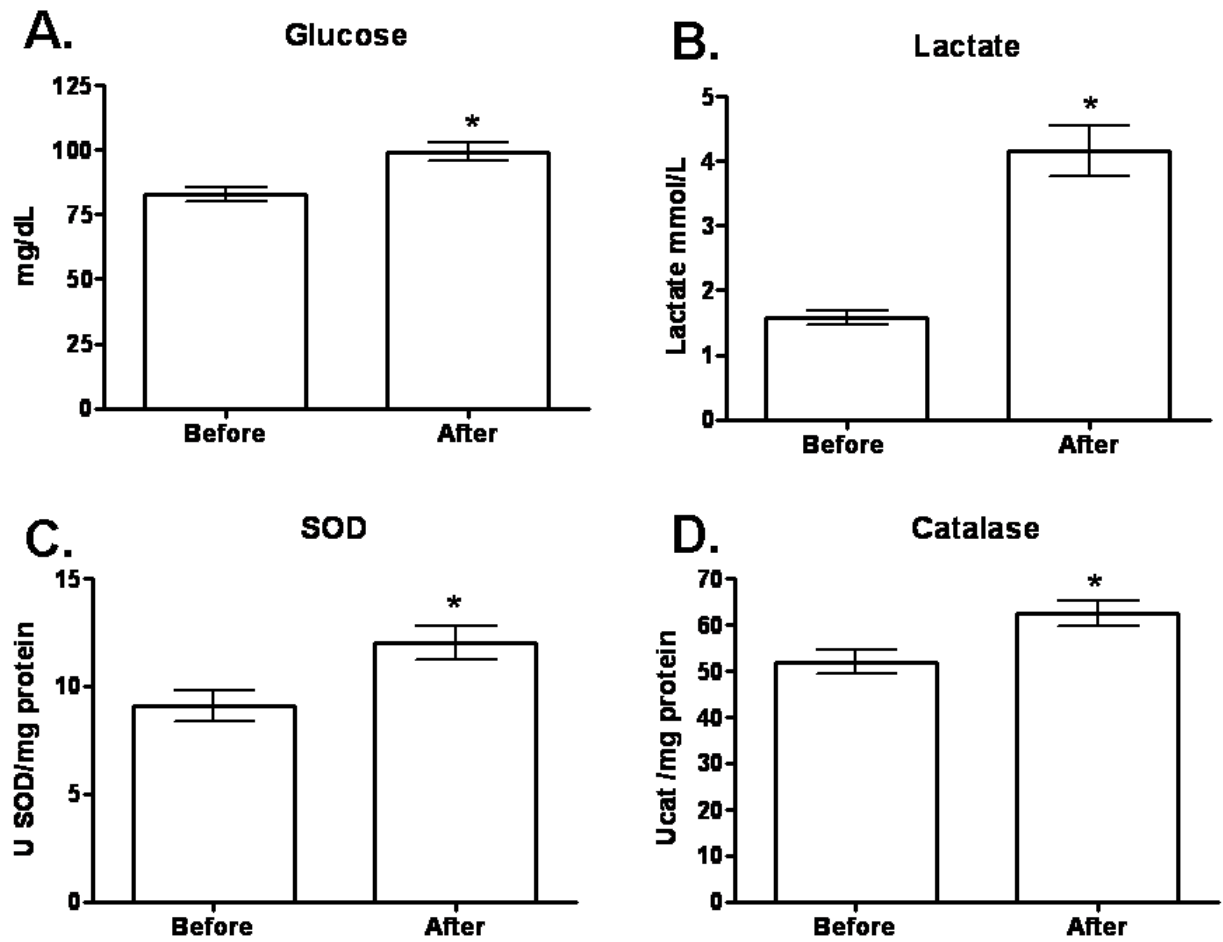 A.
Glucose
mg/dL
125
100
75
50
25
0
*
Before
After
B.
Lactate
Lactate mmol/L
5
4
3
2
1
0
*
Before
After
C.
SOD
U SOD/mg protein
15
10
5
0
*
Before
After
D.
Catalase
Ucat /mg protein
70
60
50
40
30
20
10
0
*
Before
After